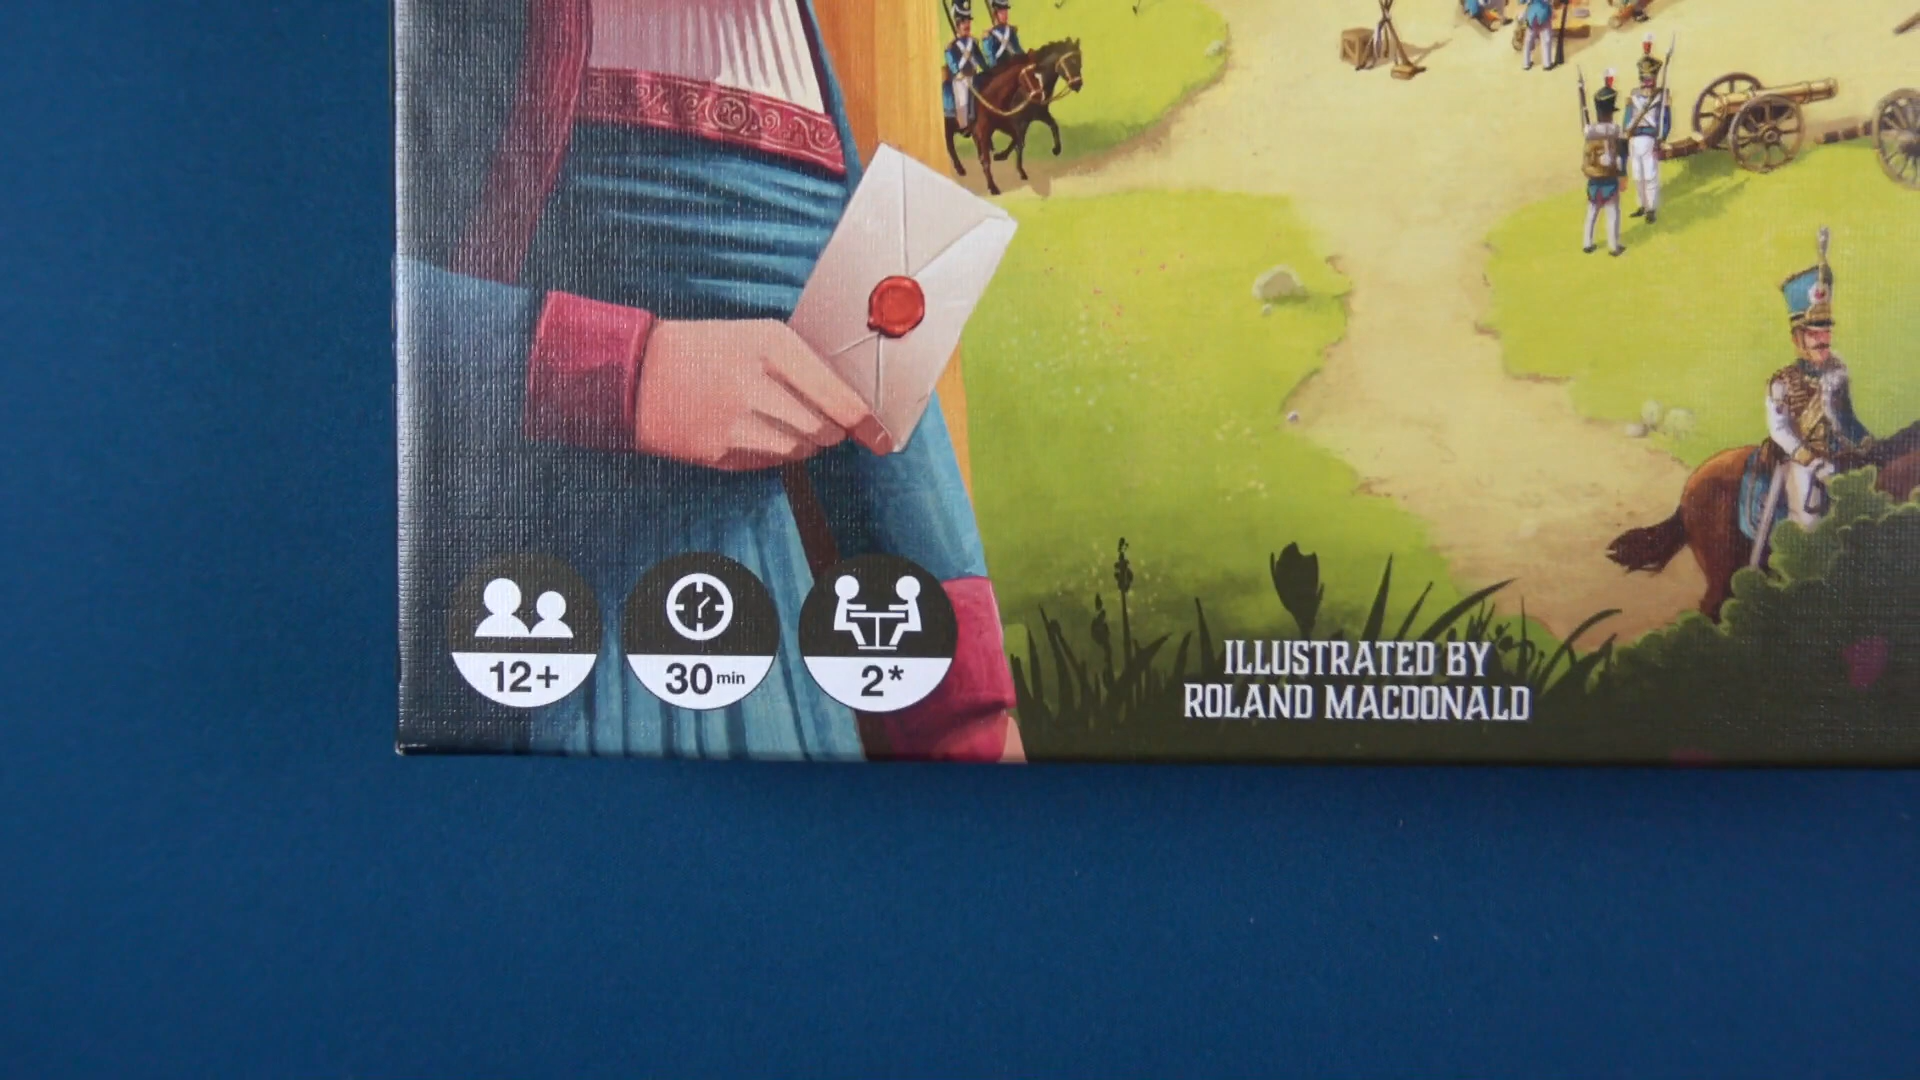 12+
30 min
2*
ILLUSTRATED BY
ROLAND MACDONALD